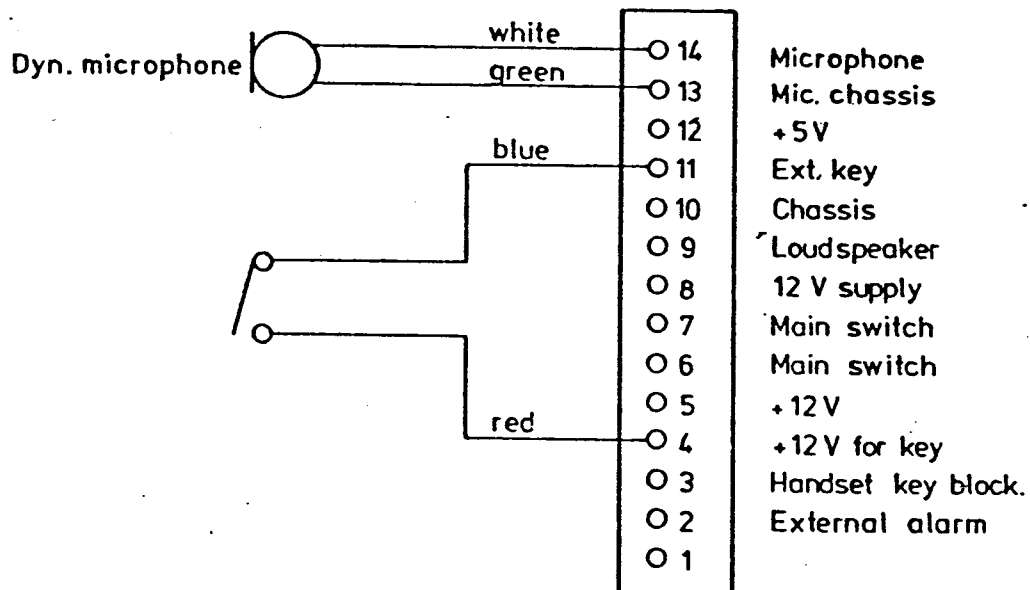 white
14 Microphone
Dyn. microphone
green
13 Mic. chassis
12 +5V
blue
11 Ext. key
10 Chassis
9 Loudspeaker
8 12 V supply
7 Main switch
6 Main switch
5 +12V
red
4 +12V for key
3 Handset key block.
2 External alarm
1